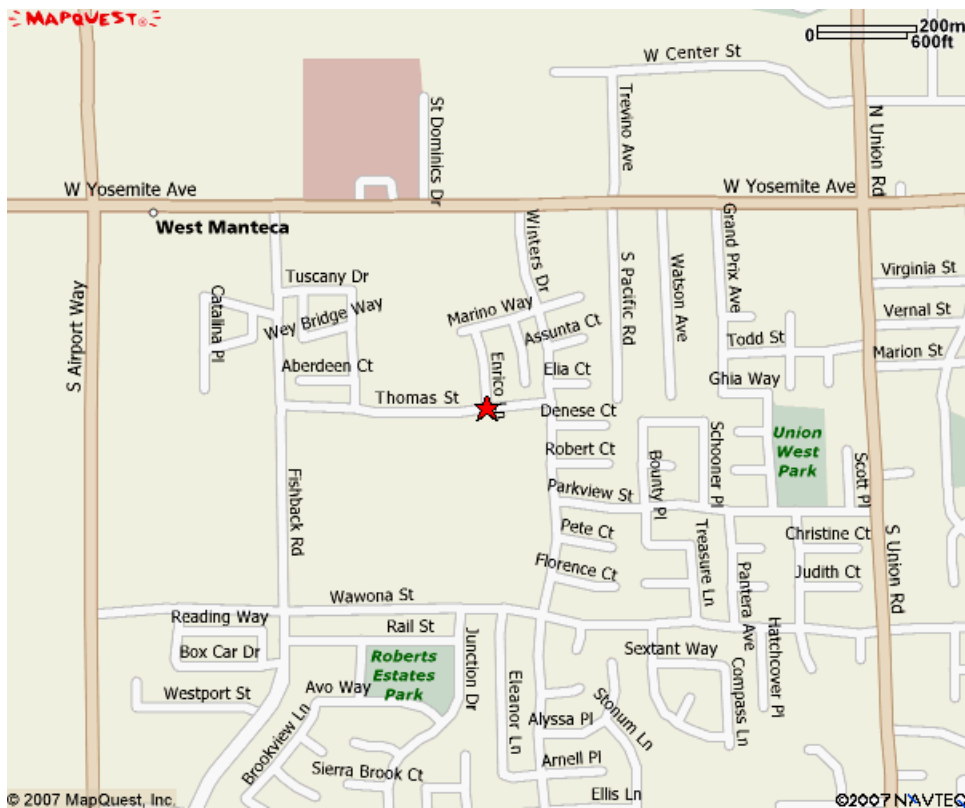 MAPQUEST®
0 200m
600ft
W Center St
Trevino Ave
N Union Rd
St Dominics Dr
W Yosemite Ave
W Yosemite Ave
West Manteca
Grand Prix Ave
Winters Dr
S Pacific Rd
Watson Ave
Virginia St
Tuscany Dr
Catalina Pl
Wey Bridge Way
Marino Way
Assunta Ct
Vernal St
Todd St
Marion St
S Airport Way
Aberdeen Ct
Enrico Ln
Elia Ct
Ghia Way
Thomas St
Denese Ct
Robert Ct
Schooner Pl
Union
West
Park
Scott Pl
Bounty Pl
Fishback Rd
Parkview St
Pete Ct
Treasure Ln
Christine Ct
S Union Rd
Florence Ct
Pantera Ave
Judith Ct
Wawona St
Reading Way
Rail St
Junction Dr
Hatchcover Pl
Box Car Dr
Roberts
Estates
Park
Sextant Way
Compass Ln
Westport St
Avo Way
Eleanor Ln
Stonum Ln
Brookview Ln
Alyssa Pl
Sierra Brook Ct
Arnell Pl
Ellis Ln
© 2007 MapQuest, Inc.
©2007 NAVTEQ